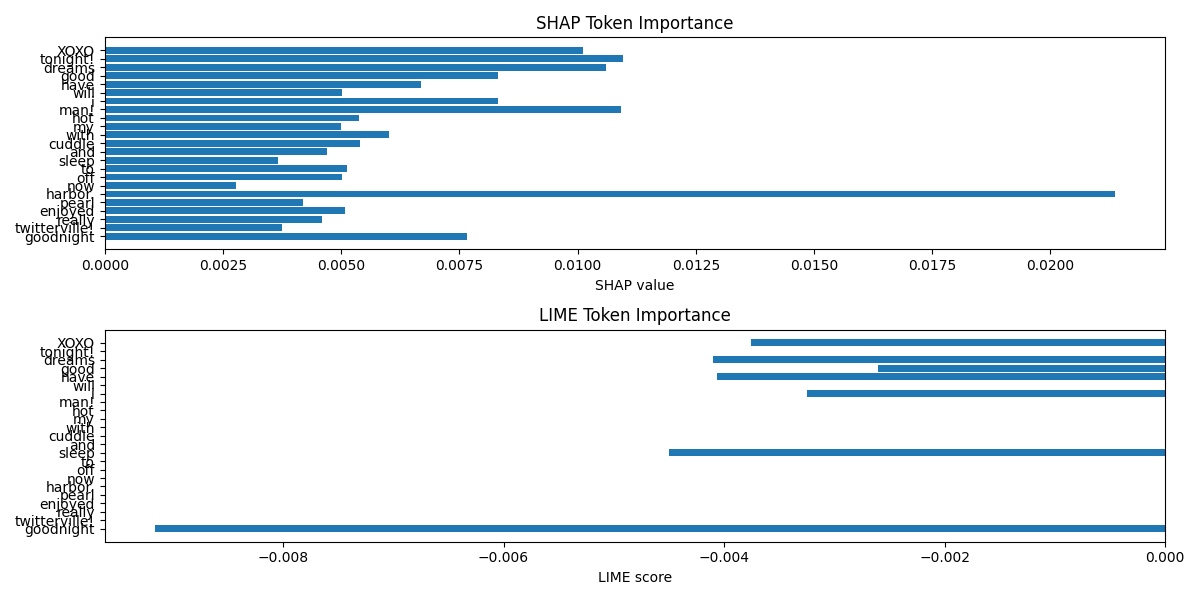 SHAP Token Importance
XOXO
tonight!
dreams
good
have
will
i
man!
hot
my
with
cuddle
and
sleep
to
off
now
harbor.
pearl
enjoyed
really
twitterville!
goodnight
0.0000 0.0025 0.0050 0.0075 0.0100 0.0125 0.0150 0.0175 0.0200
SHAP value
LIME Token Importance
XOXO
tonight!
dreams
good
have
will
i
man!
hot
my
with
cuddle
and
sleep
to
off
now
harbor.
pearl
enjoyed
really
twitterville!
goodnight
−0.008 −0.006 −0.004 −0.002 0.000
LIME score